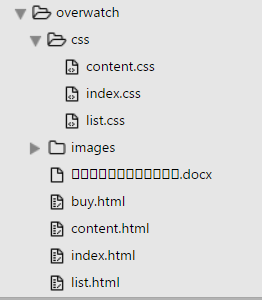 overwatch
css
content.css
index.css
list.css
images
.docx
buy.html
content.html
index.html
list.html